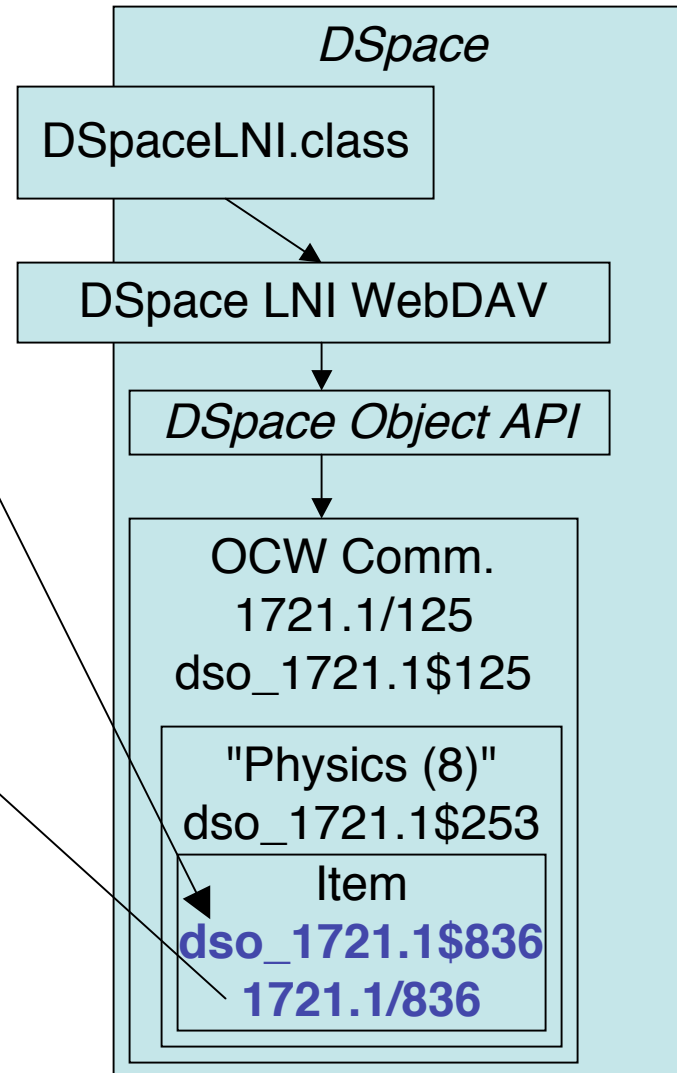 DSpace
DSpaceLNI.class
DSpace LNI WebDAV
DSpace Object API
OCW Comm.
1721.1/125
dso_1721.1$125
"Physics (8)"
dso_1721.1$253
Item
dso_1721.1$836
1721.1/836